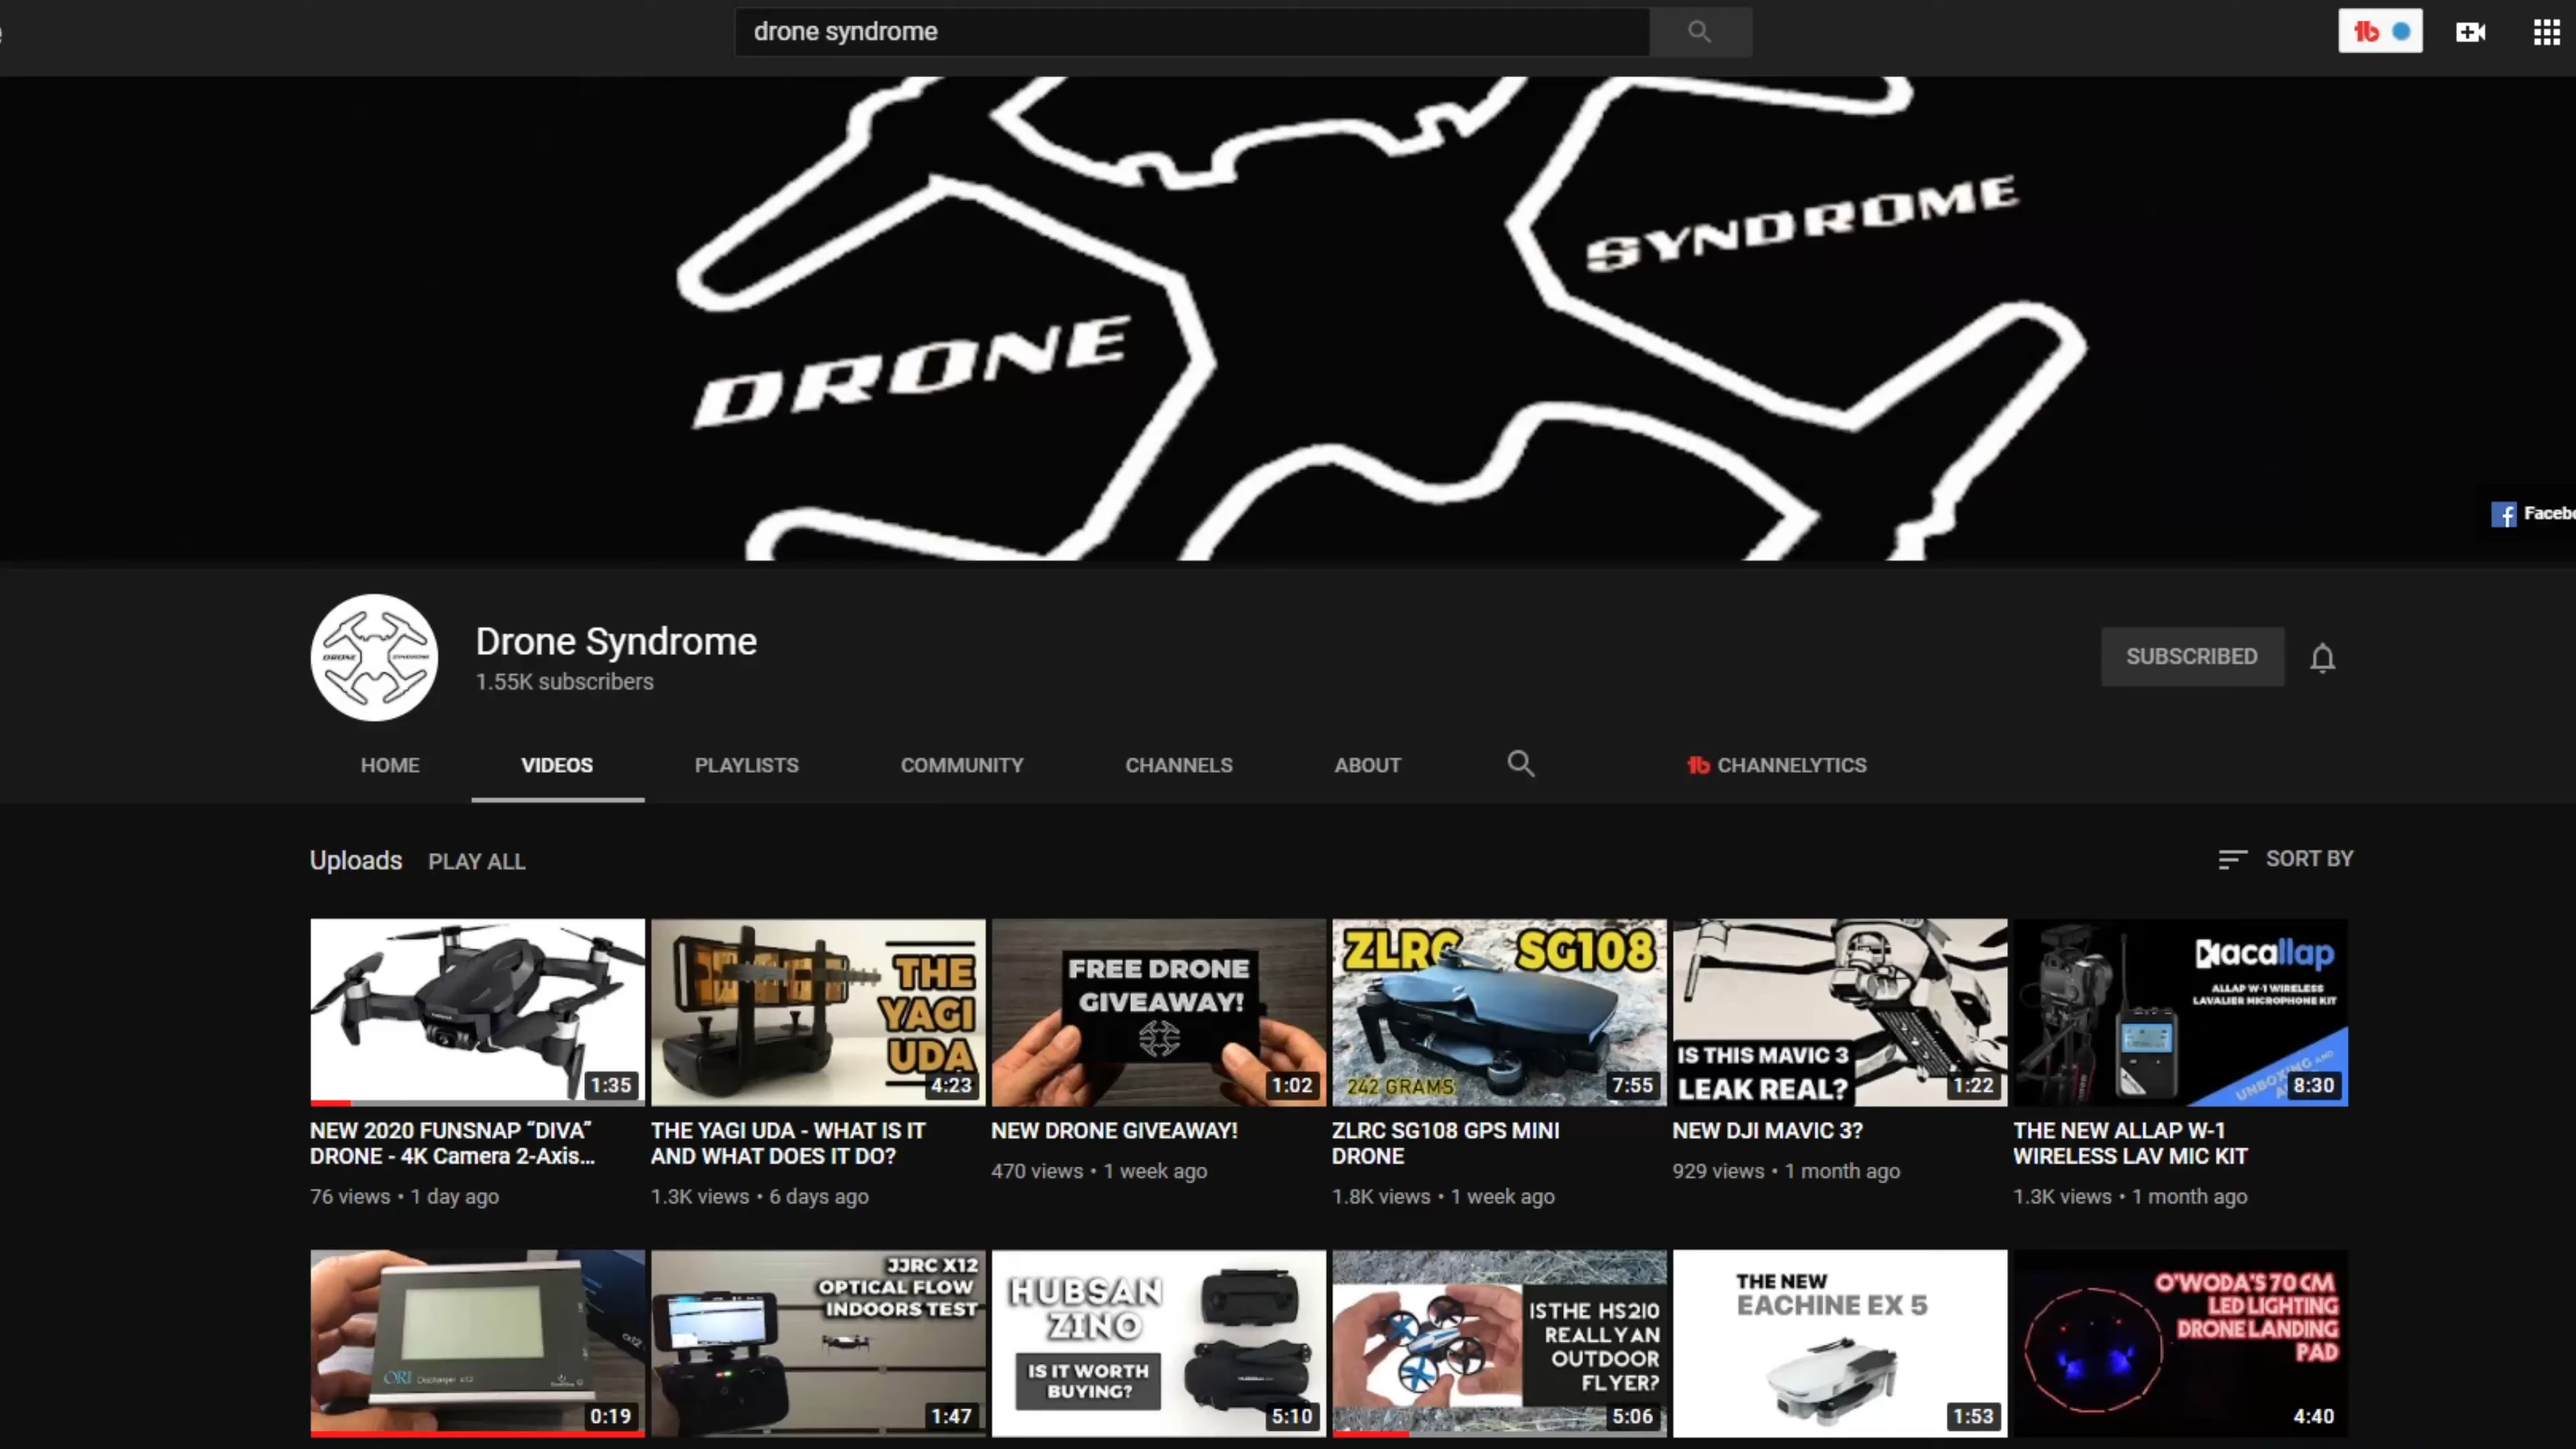 drone syndrome
DRONE
SYNDROME
Facebo
Drone Syndrome
1.55K subscribers
SUBSCRIBED
HOME
VIDEOS
PLAYLISTS
COMMUNITY
CHANNELS
ABOUT
CHANNELYTICS
Uploads PLAY ALL
SORT BY
1:35
NEW 2020 FUNSNAP “DIVA”
DRONE - 4K Camera 2-Axis...
76 views • 1 day ago
THE
YAGI
UDA
4:23
THE YAGI UDA - WHAT IS IT
AND WHAT DOES IT DO?
1.3K views • 6 days ago
FREE DRONE
GIVEAWAY!
1:02
NEW DRONE GIVEAWAY!
470 views • 1 week ago
ZLRC SG108
242 GRAMS
7:55
ZLRC SG108 GPS MINI
DRONE
1.8K views • 1 week ago
IS THIS MAVIC 3
LEAK REAL?
1:22
NEW DJI MAVIC 3?
929 views • 1 month ago
acallap
ALLAP W-1 WIRELESS
LAVALIER MICROPHONE KIT
UNBOXING AND
8:30
THE NEW ALLAP W-1
WIRELESS LAV MIC KIT
1.3K views • 1 month ago
ORI Discharger x12
0:19
JJRC X12
OPTICAL FLOW
INDOORS TEST
1:47
HUBSAN
ZINO
IS IT WORTH
BUYING?
5:10
IS THE HS210
REALLY AN
OUTDOOR
FLYER?
5:06
THE NEW
EACHINE EX 5
1:53
O'WODA'S 70 CM
LED LIGHTING
DRONE LANDING
PAD
4:40